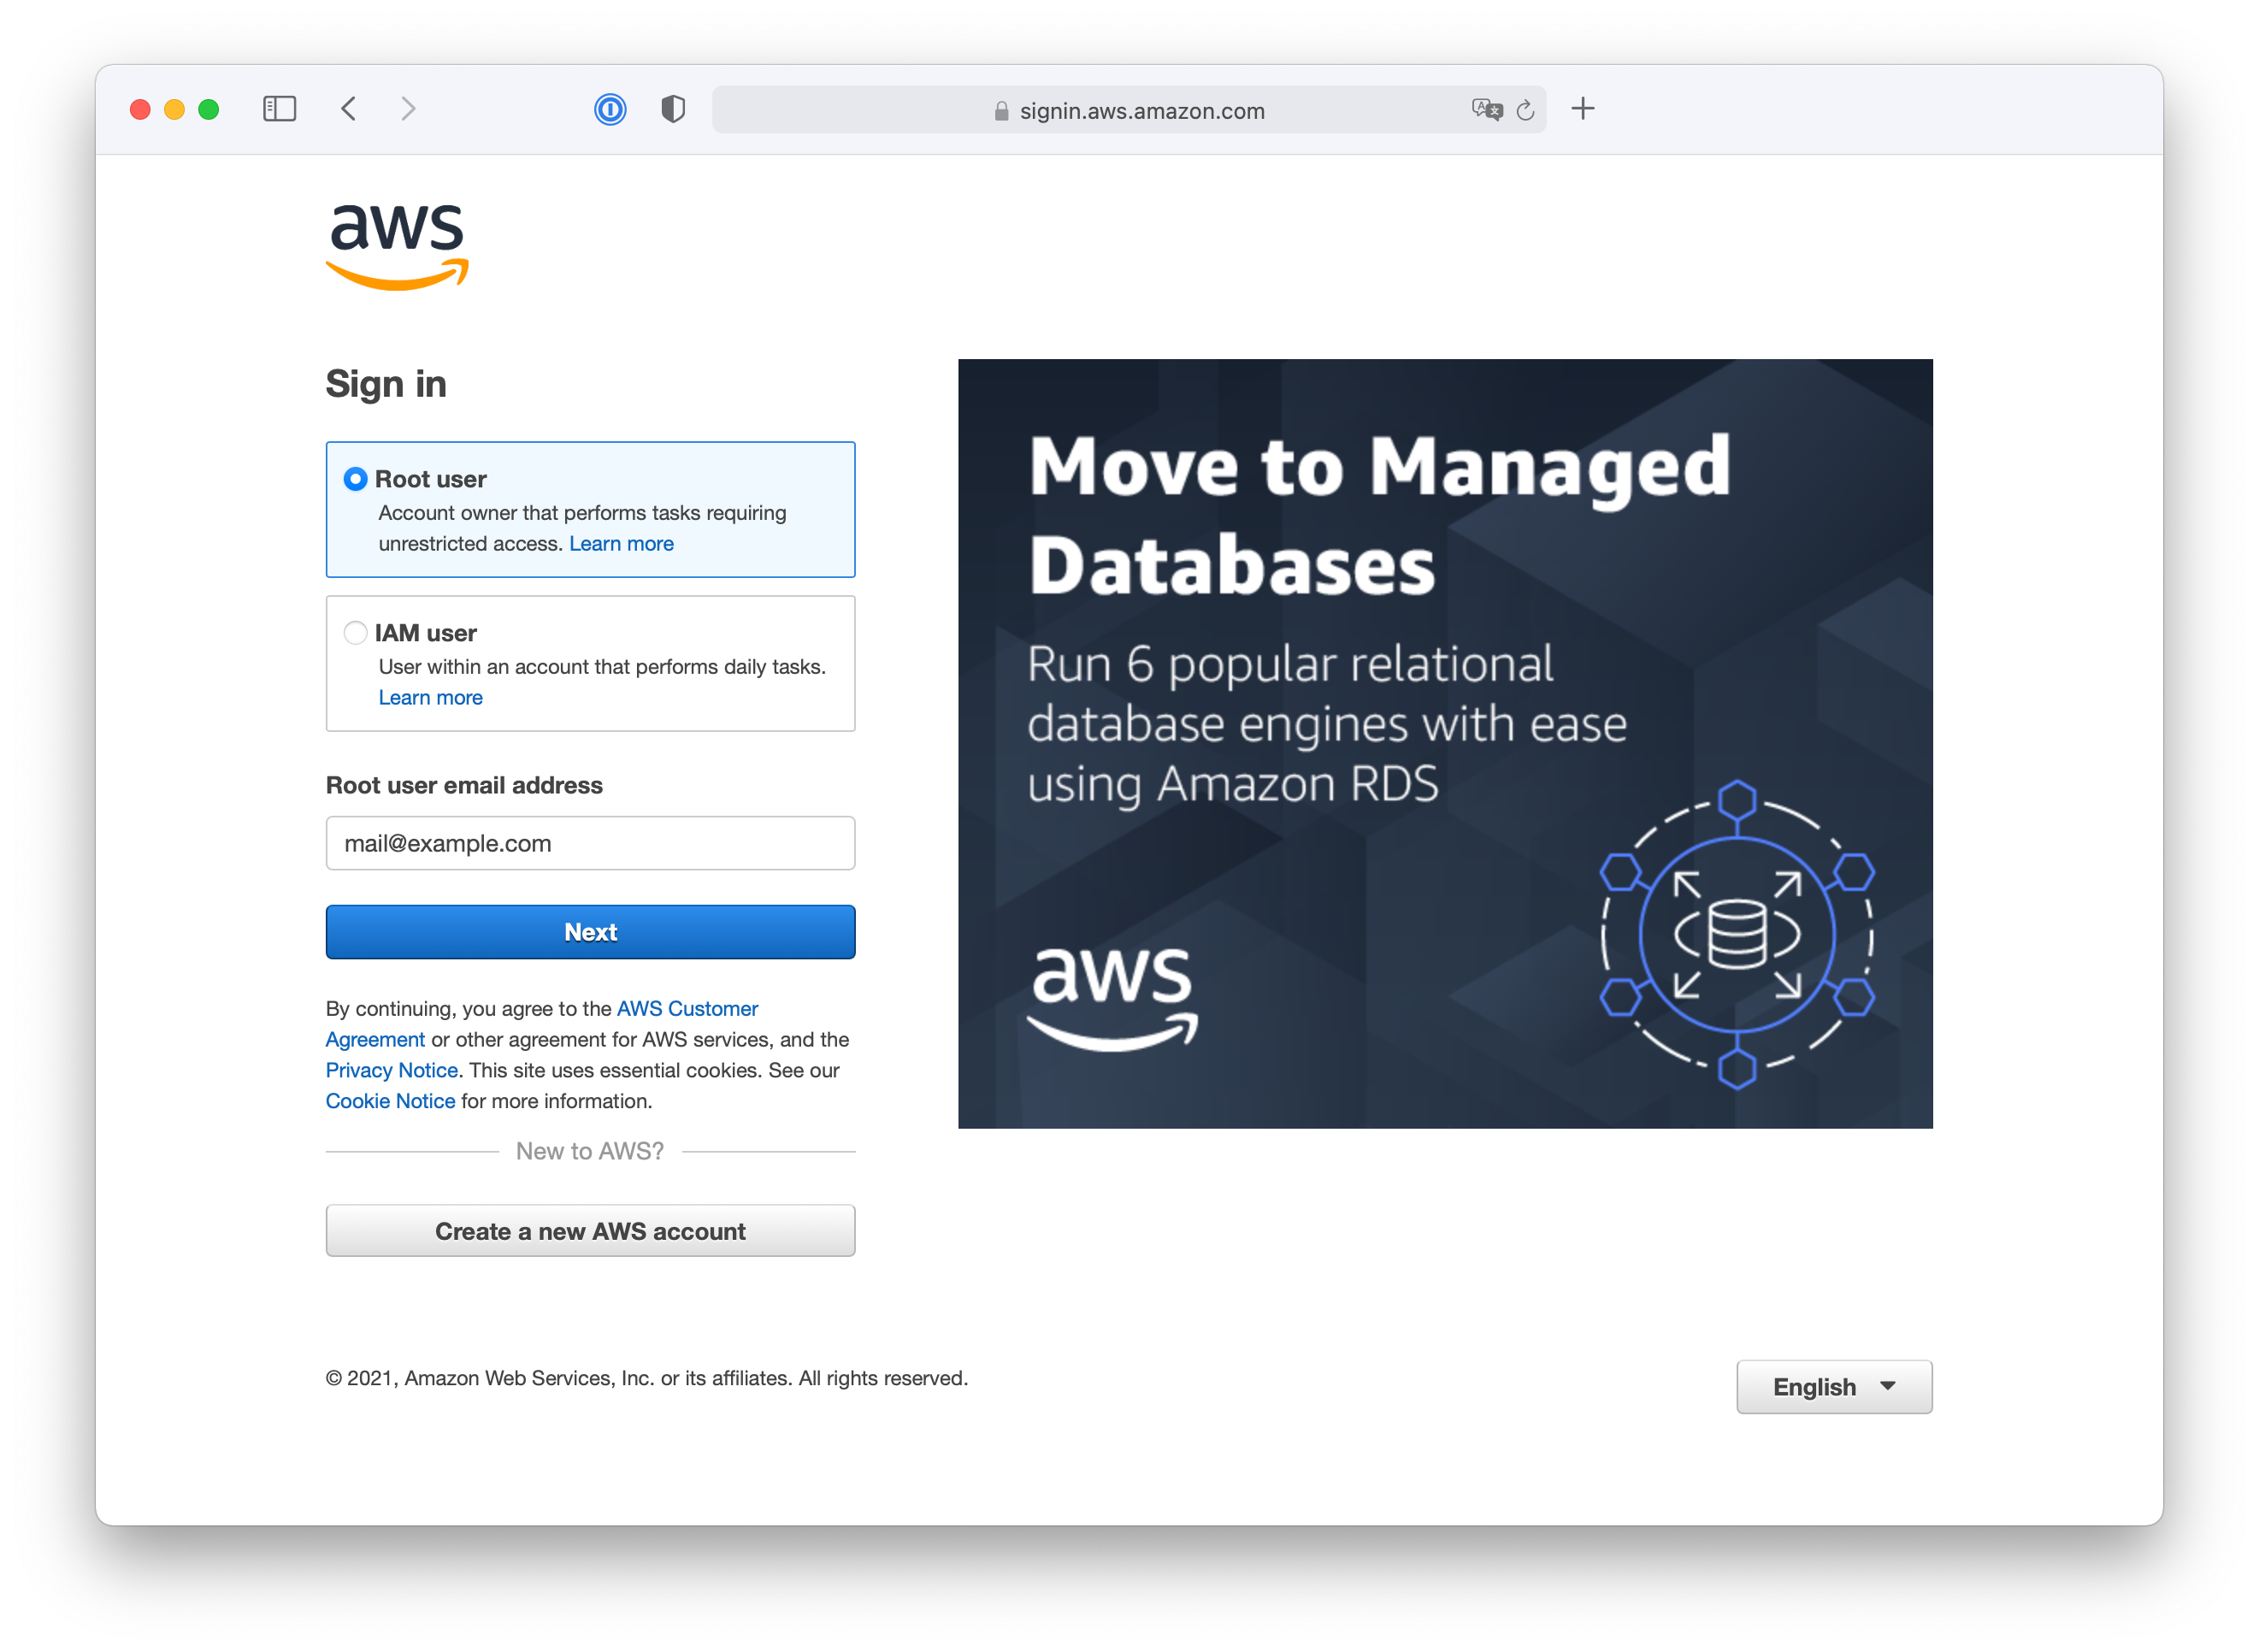 signin.aws.amazon.com
aws
Sign in
Root user
Account owner that performs tasks requiring
unrestricted access. Learn more
IAM user
User within an account that performs daily tasks.
Learn more
Root user email address
mail@example.com
Next
By continuing, you agree to the AWS Customer
Agreement or other agreement for AWS services, and the
Privacy Notice. This site uses essential cookies. See our
Cookie Notice for more information.
New to AWS?
Create a new AWS account
Move to Managed
Databases
Run 6 popular relational
database engines with ease
using Amazon RDS
aws
© 2021, Amazon Web Services, Inc. or its affiliates. All rights reserved.
English